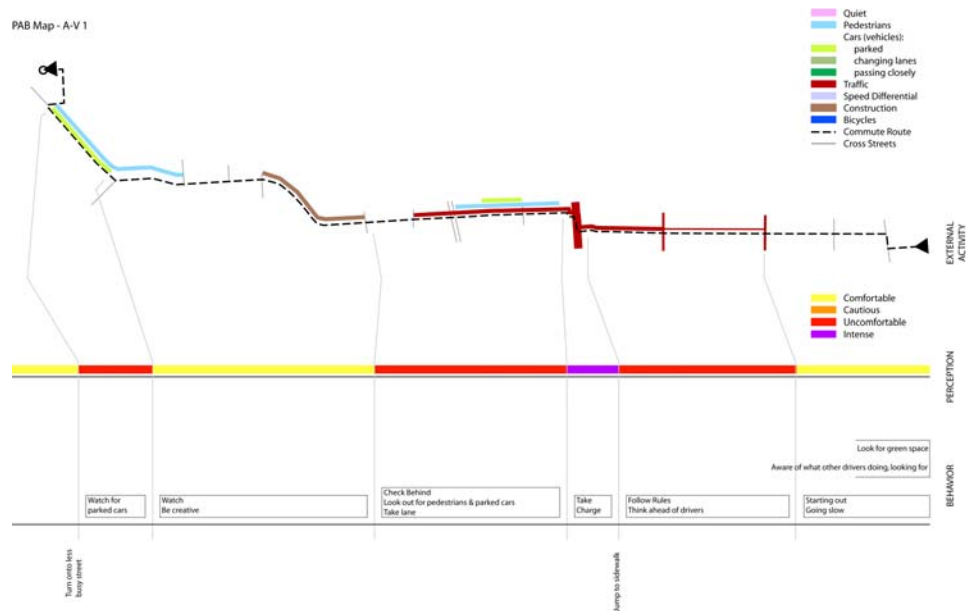 PAB Map - A-V 1
Quiet
Pedestrians
Cars (vehicles):
parked
changing lanes
passing closely
Traffic
Speed Differential
Construction
Bicycles
Commute Route
Cross Streets
EXTERNAL
ACTIVITY
Comfortable
Cautious
Uncomfortable
Intense
PERCEPTION
Look for green space
Aware of what other drivers doing, looking for
BEHAVIOR
Watch for
parked cars
Watch
Be creative
Check Behind
Look out for pedestrians & parked cars
Take lane
Take
Charge
Follow Rules
Think ahead of drivers
Starting out
Going slow
Turn onto less
busy street
Jump to sidewalk